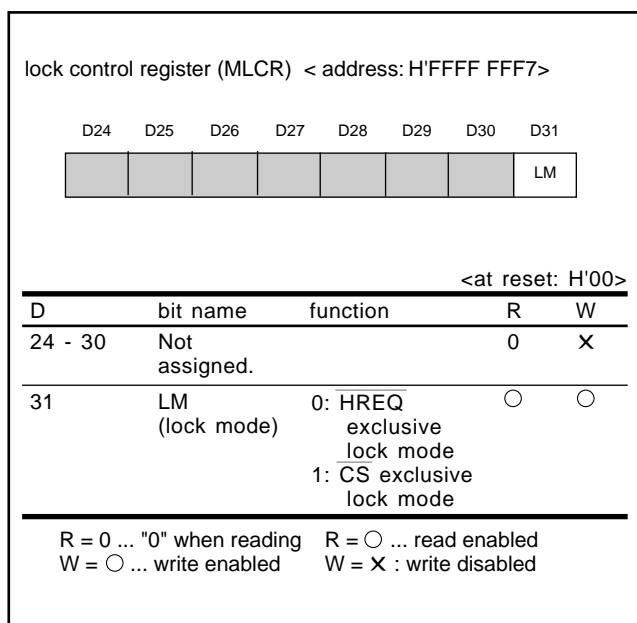 lock control register (MLCR) < address: H'FFFF FFF7>
D24 D25 D26 D27 D28 D29 D30 D31
LM
<at reset: H'00>
D bit name function R W
24 - 30 Not assigned. 0 ✕
31 LM (lock mode) 0: H̅R̅E̅Q̅ exclusive lock mode ○ ○
1: C̅S̅ exclusive lock mode
R = 0 ... "0" when reading R = ○ ... read enabled
W = ○ ... write enabled W = ✕ : write disabled